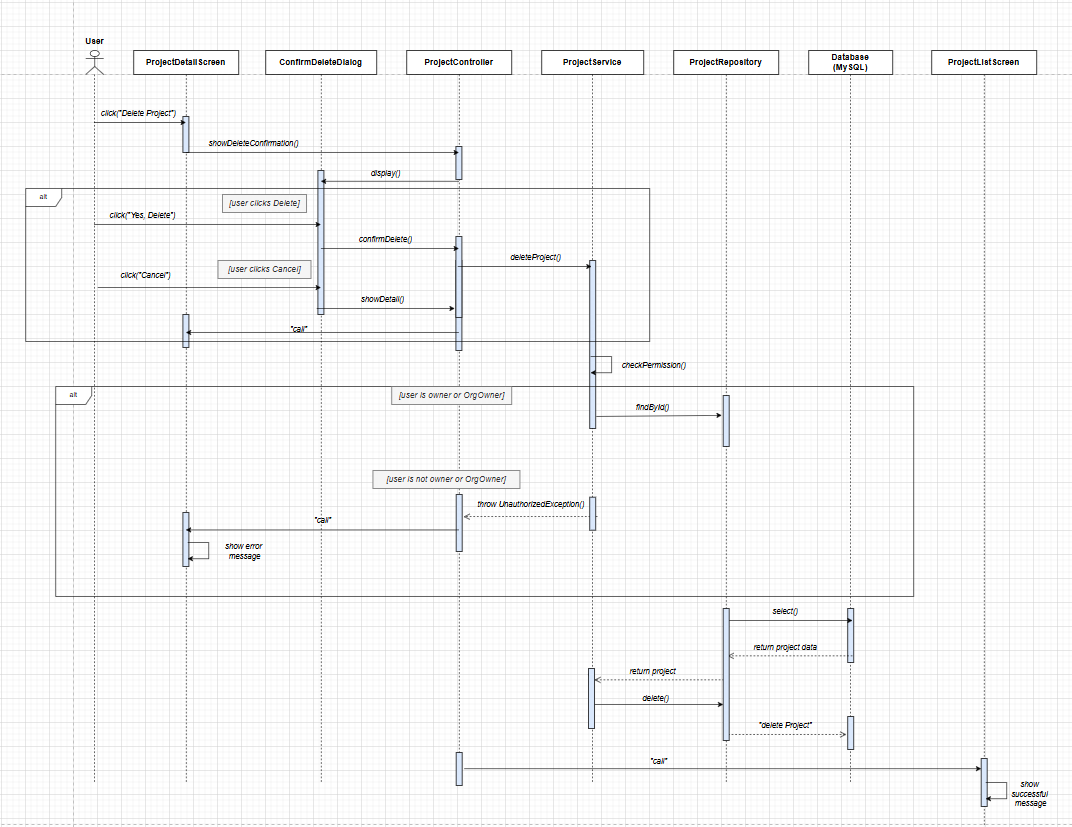 User
ProjectDetailScreen
ConfirmDeleteDialog
ProjectController
ProjectService
ProjectRepository
Database
(MySQL)
ProjectListScreen
click("Delete Project")
showDeleteConfirmation()
display()
alt
[user clicks Delete]
click("Yes, Delete")
confirmDelete()
deleteProject()
[user clicks Cancel]
click("Cancel")
showDetail()
"call"
checkPermission()
alt
[user is owner or OrgOwner]
findById()
[user is not owner or OrgOwner]
throw UnauthorizedException()
"call"
show error
message
select()
return project data
return project
delete()
"delete Project"
"call"
show
successful
message